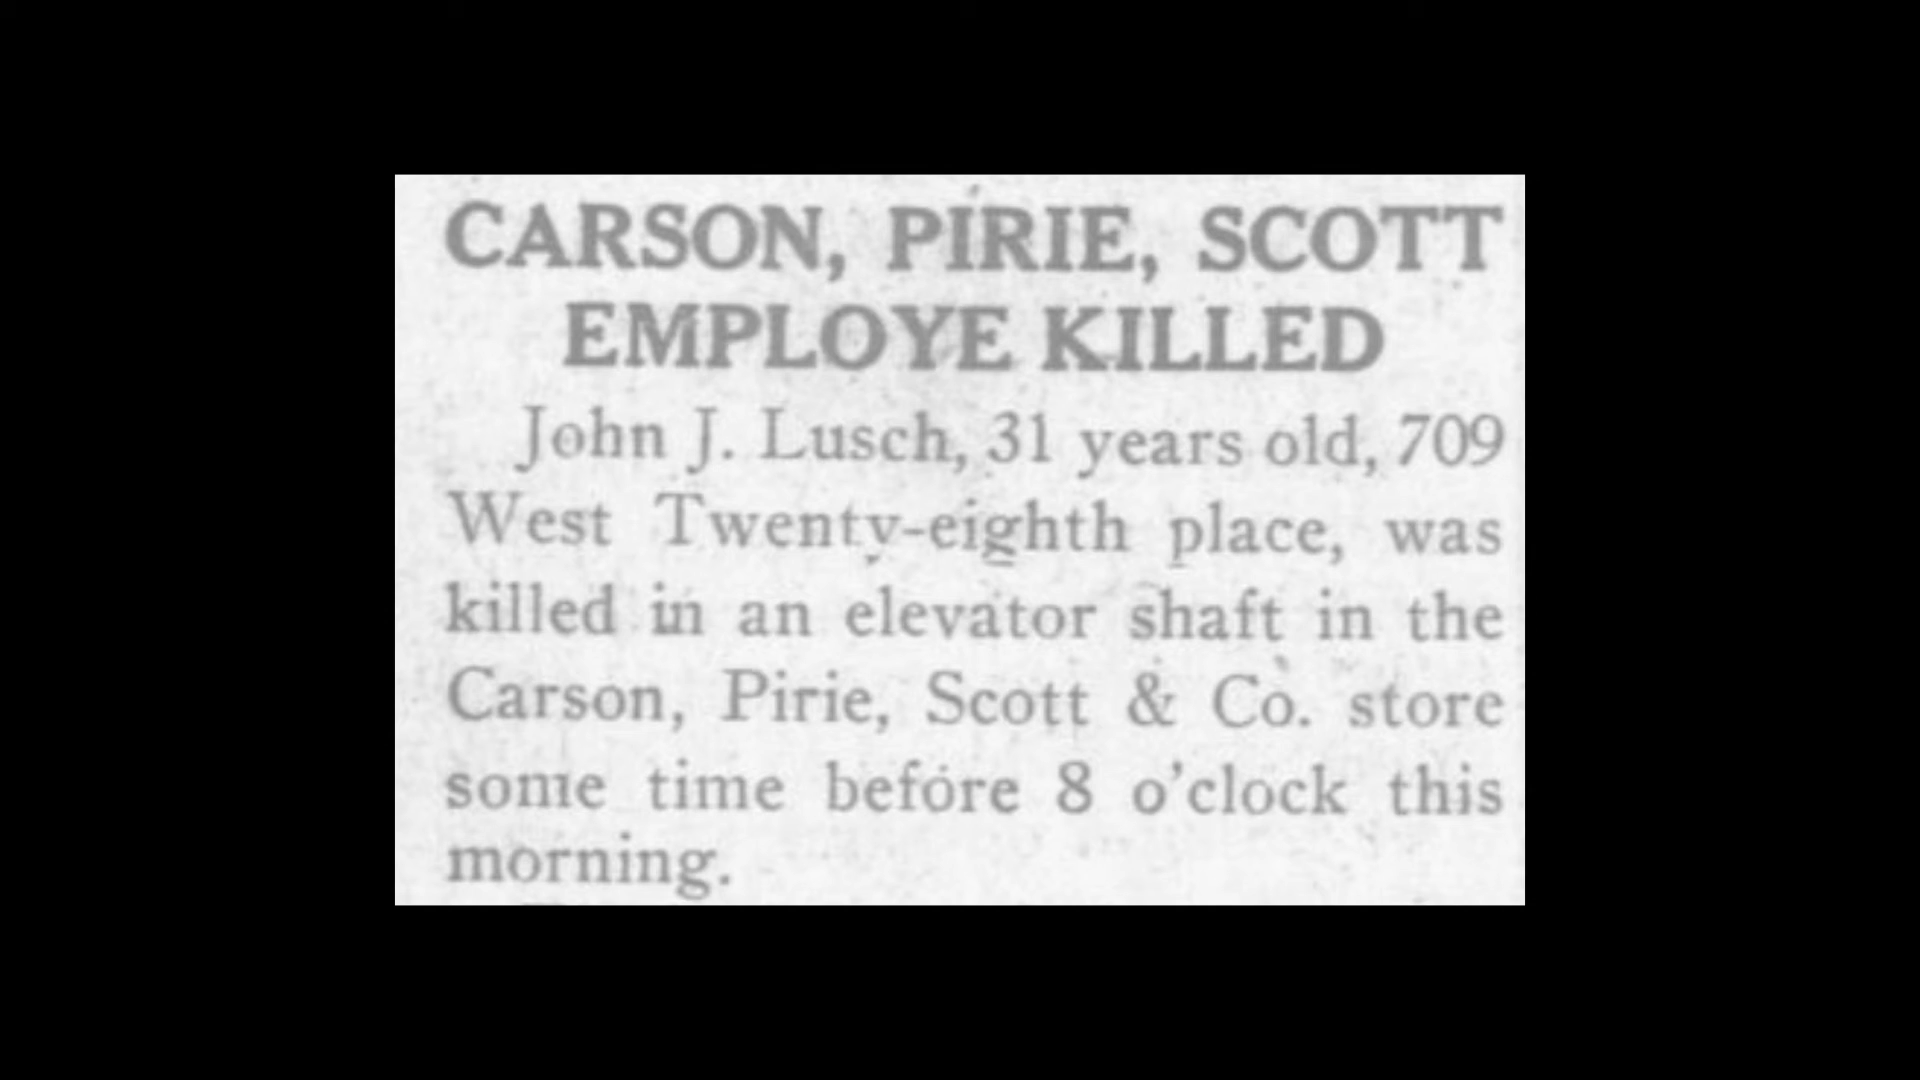 CARSON, PIRIE, SCOTT
EMPLOYE KILLED
John J. Lusch, 31 years old, 709
West Twenty-eighth place, was
killed in an elevator shaft in the
Carson, Pirie, Scott & Co. store
some time before 8 o'clock this
morning.